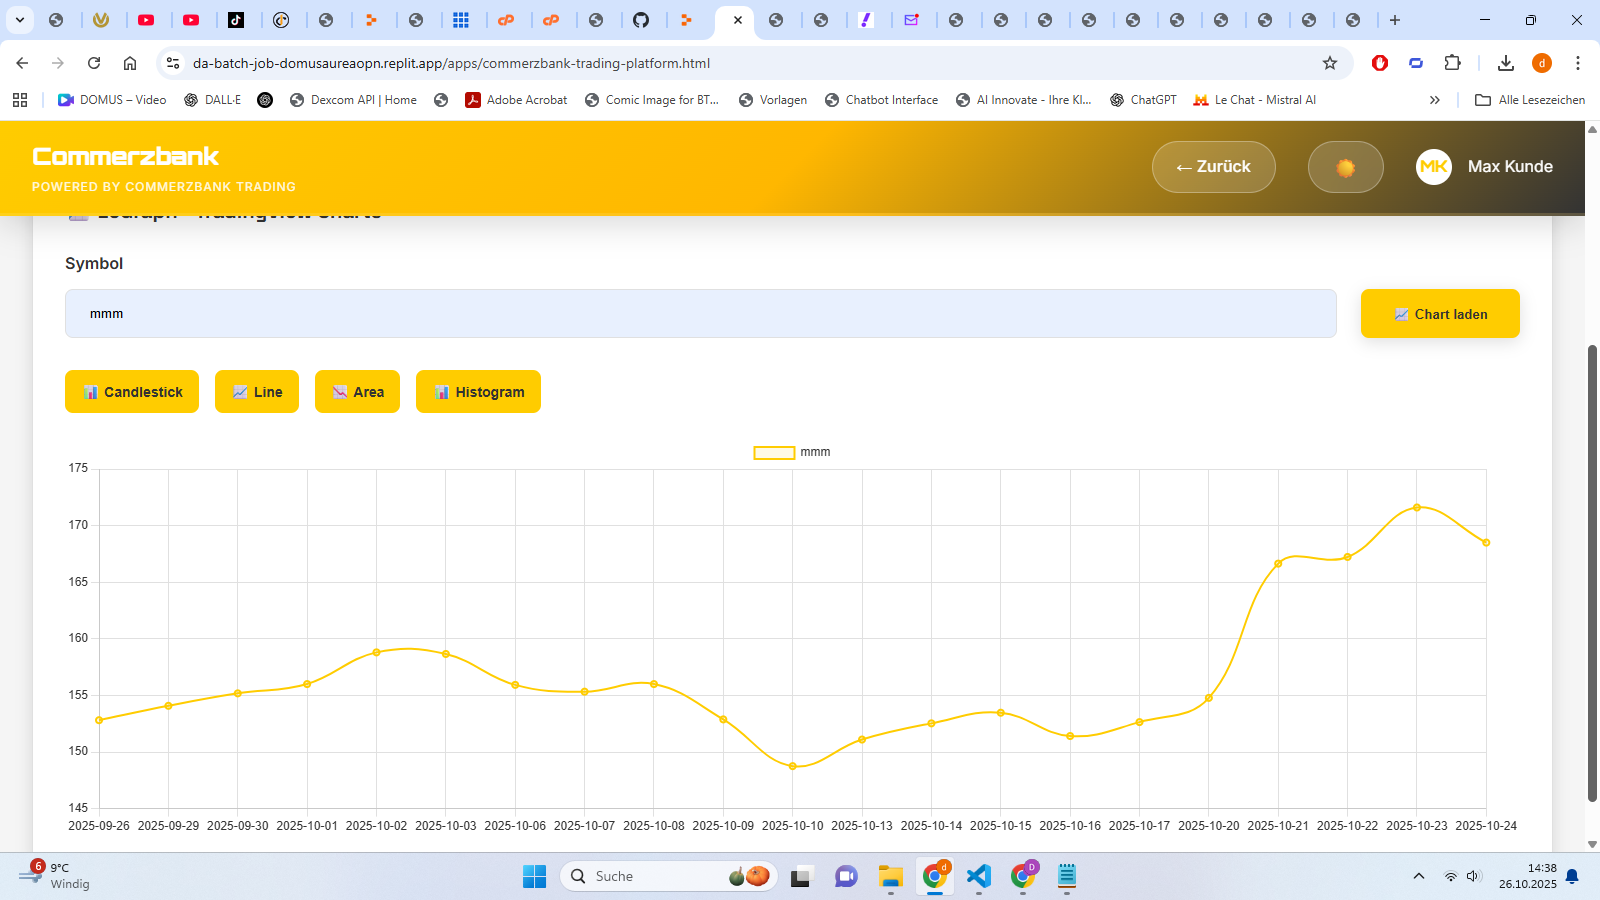 da-batch-job-domusaureaopn.replit.app/apps/commerzbank-trading-platform.html
d
DOMUS – Video
DALL·E
Dexcom API | Home
Adobe Acrobat
Comic Image for BT...
Vorlagen
Chatbot Interface
AI Innovate - Ihre KI...
ChatGPT
Le Chat - Mistral AI
»
Alle Lesezeichen
Commerzbank
POWERED BY COMMERZBANK TRADING
← Zurück
MK
Max Kunde
Symbol
mmm
Chart laden
Candlestick
Line
Area
Histogram
mmm
175
170
165
160
155
150
145
2025-09-26 2025-09-29 2025-09-30 2025-10-01 2025-10-02 2025-10-03 2025-10-06 2025-10-07 2025-10-08 2025-10-09 2025-10-10 2025-10-13 2025-10-14 2025-10-15 2025-10-16 2025-10-17 2025-10-20 2025-10-21 2025-10-22 2025-10-23 2025-10-24
6
9°C
Windig
Suche
d
D
14:38
26.10.2025